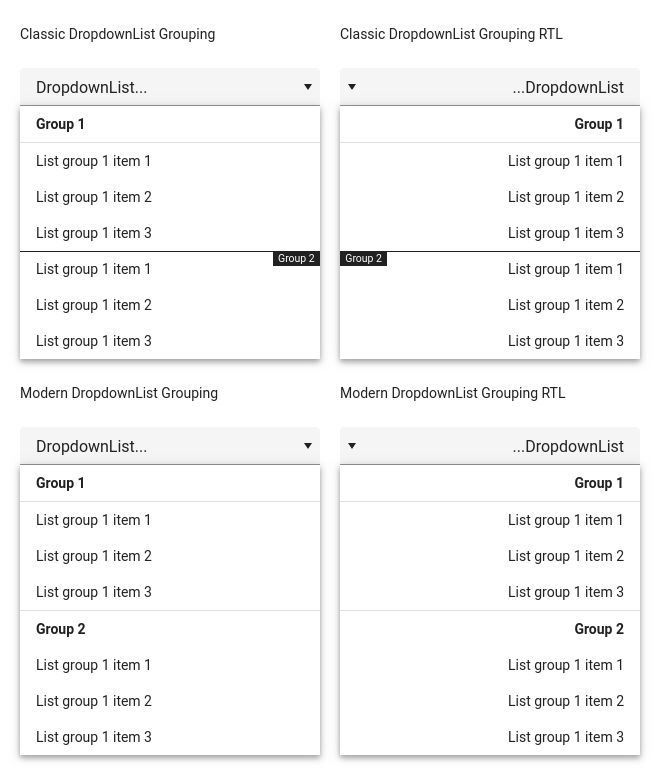 Classic DropdownList Grouping
DropdownList...
Group 1
List group 1 item 1
List group 1 item 2
List group 1 item 3
Group 2
List group 1 item 1
List group 1 item 2
List group 1 item 3
Classic DropdownList Grouping RTL
...DropdownList
Group 1
List group 1 item 1
List group 1 item 2
List group 1 item 3
Group 2
List group 1 item 1
List group 1 item 2
List group 1 item 3
Modern DropdownList Grouping
DropdownList...
Group 1
List group 1 item 1
List group 1 item 2
List group 1 item 3
Group 2
List group 1 item 1
List group 1 item 2
List group 1 item 3
Modern DropdownList Grouping RTL
...DropdownList
Group 1
List group 1 item 1
List group 1 item 2
List group 1 item 3
Group 2
List group 1 item 1
List group 1 item 2
List group 1 item 3